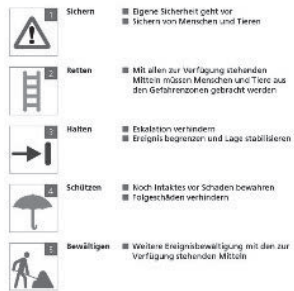 1 Sichern
■ Eigene Sicherheit geht vor
■ Sichern von Menschen und Tieren
2 Retten
■ Mit allen zur Verfügung stehenden
Mitteln müssen Menschen und Tiere aus
den Gefahrenzonen gebracht werden
3 Halten
■ Eskalation verhindern
■ Ereignis begrenzen und Lage stabilisieren
4 Schützen
■ Noch Intaktes vor Schaden bewahren
■ Folgeschäden verhindern
5 Bewältigen
■ Weitere Ereignisbewältigung mit den zur
Verfügung stehenden Mitteln